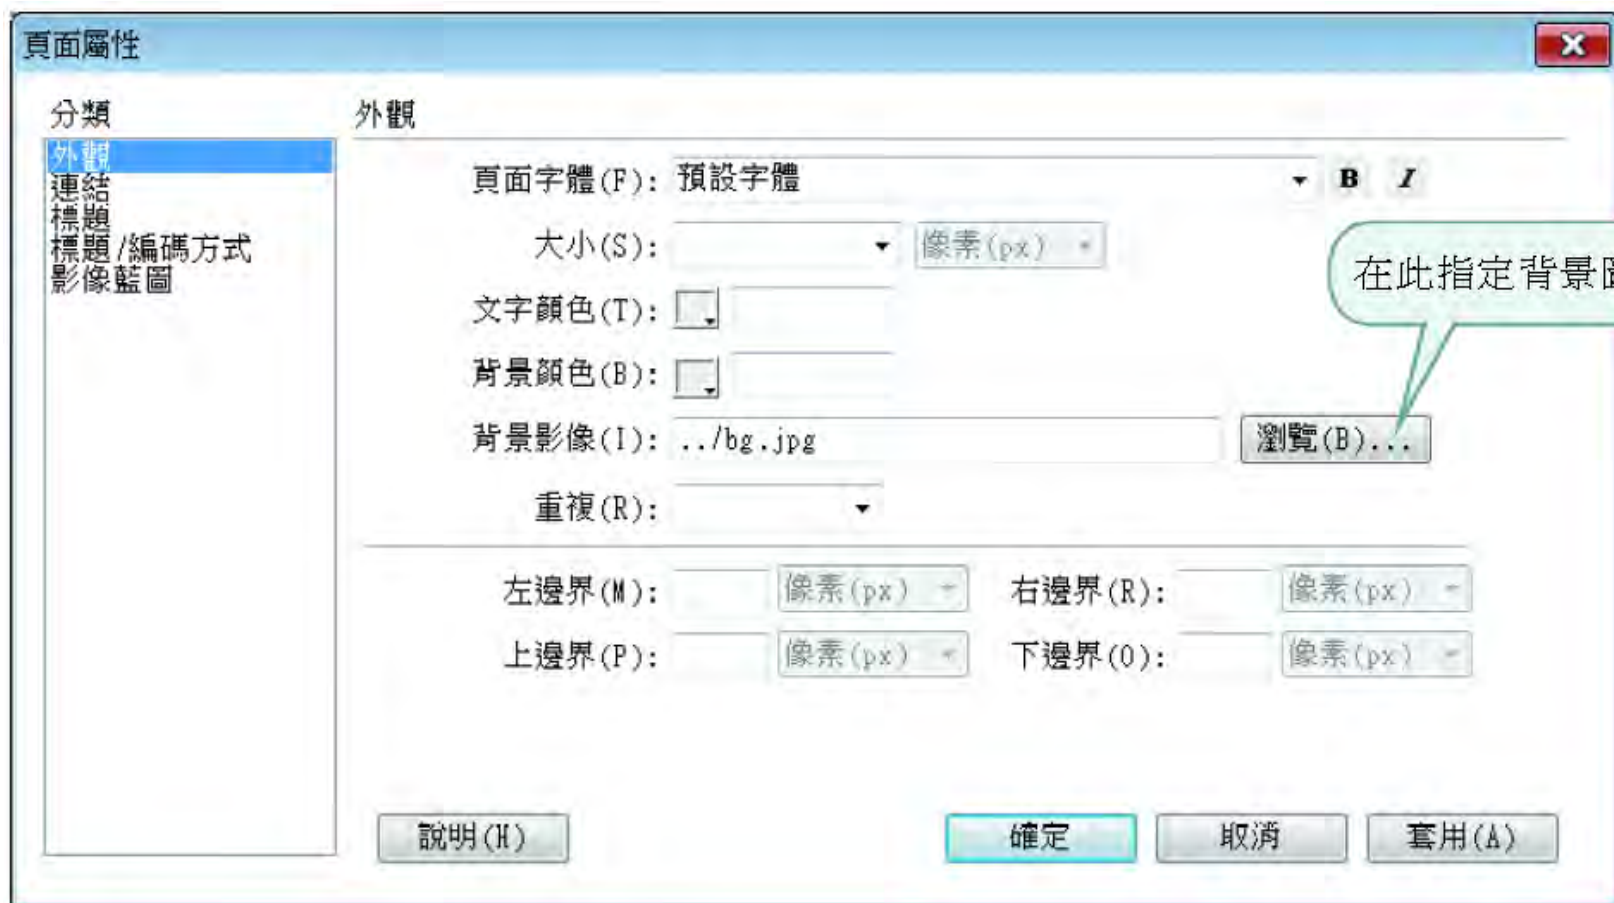 頁面屬性
分類
外觀
連結
標題
標題/編碼方式
影像藍圖
外觀
頁面字體(F): 預設字體 B I
大小(S): 像素(px)
文字顏色(T):
背景顏色(B):
背景影像(I): ../bg.jpg 瀏覽(B)...
在此指定背景
重複(R):
左邊界(M): 像素(px) 右邊界(R): 像素(px)
上邊界(P): 像素(px) 下邊界(O): 像素(px)
說明(H) 確定 取消 套用(A)